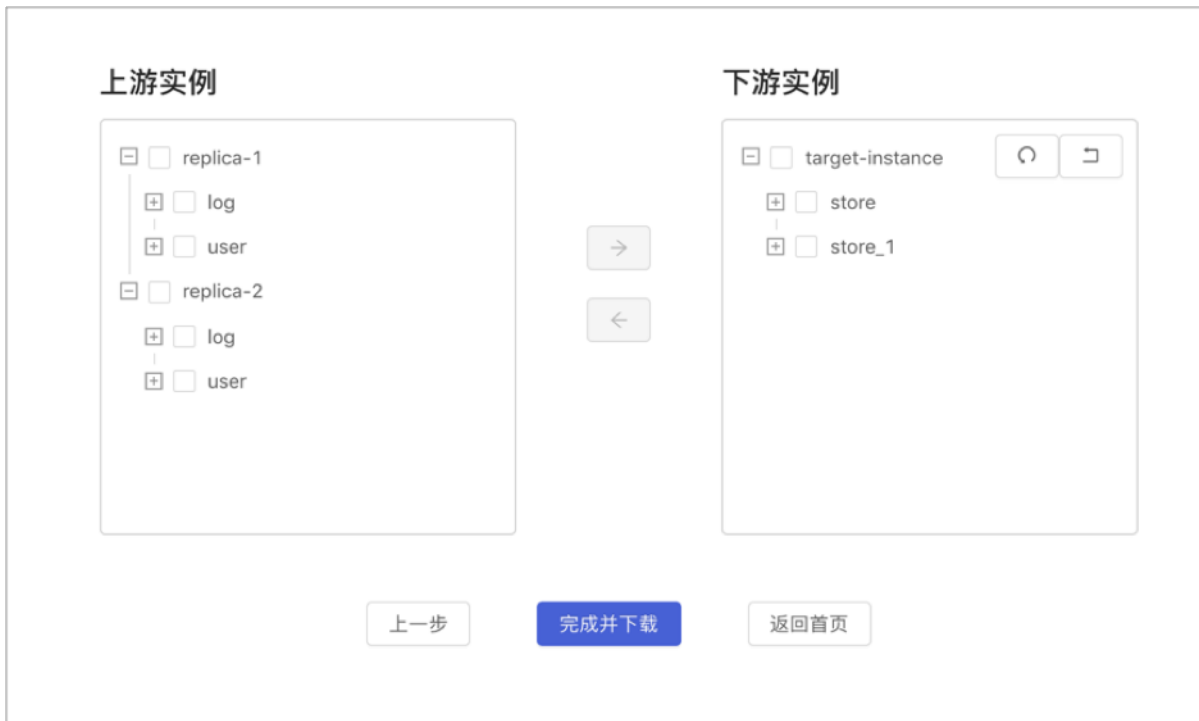 上游实例
replica-1
log
user
replica-2
log
user
下游实例
target-instance
store
store_1
上一步
完成并下载
返回首页